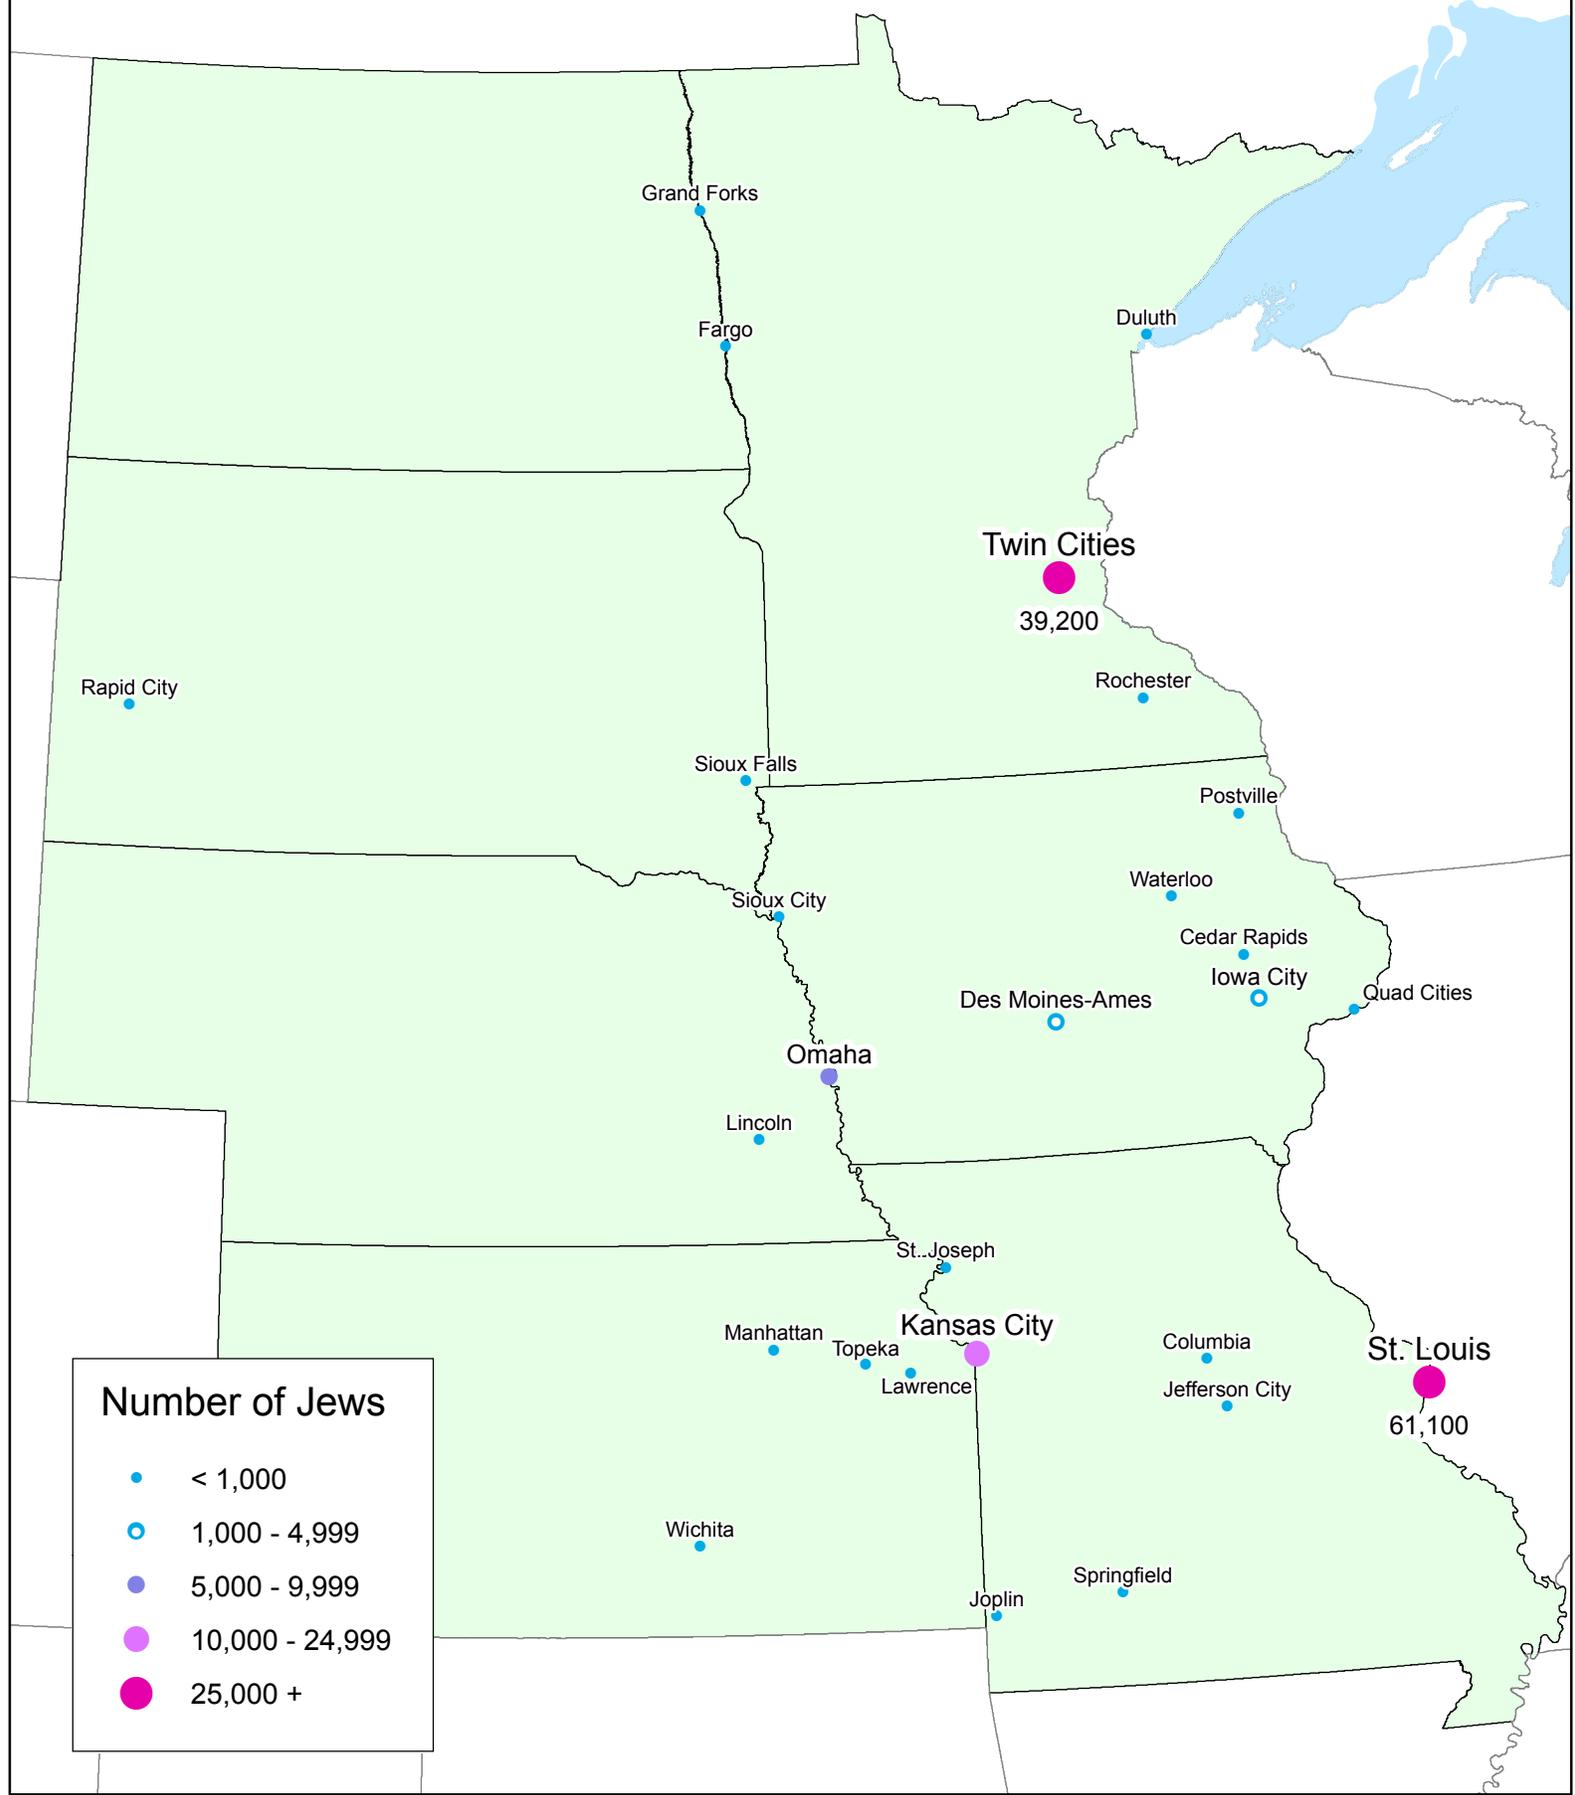 Grand Forks
Fargo
Duluth
Twin Cities
39,200
Rapid City
Rochester
Sioux Falls
Postville
Waterloo
Sioux City
Cedar Rapids
Iowa City
Des Moines-Ames
Quad Cities
Omaha
Lincoln
St. Joseph
Kansas City
Manhattan
Topeka
Lawrence
Columbia
St. Louis
Jefferson City
61,100
Number of Jews
< 1,000
1,000 - 4,999
5,000 - 9,999
10,000 - 24,999
25,000 +
Wichita
Springfield
Joplin